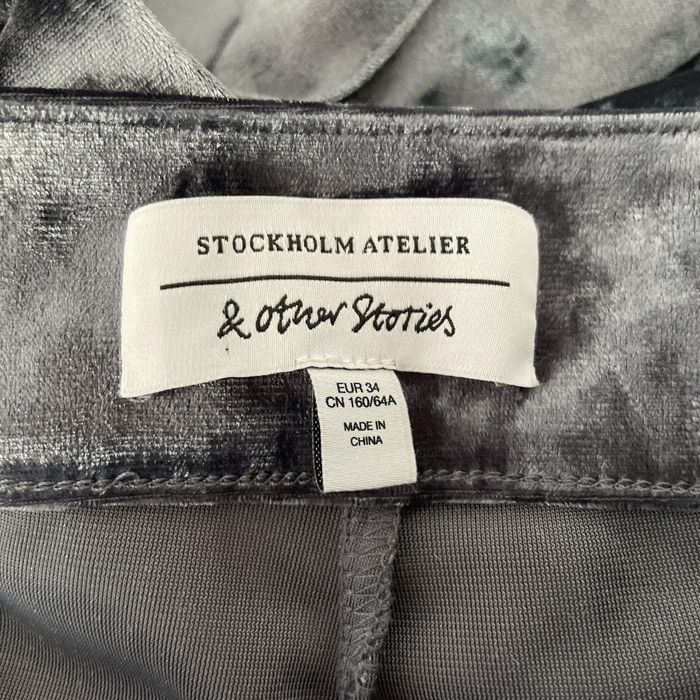 STOCKHOLM ATELIER
& other Stories
EUR 34
CN 160/64A
MADE IN
CHINA